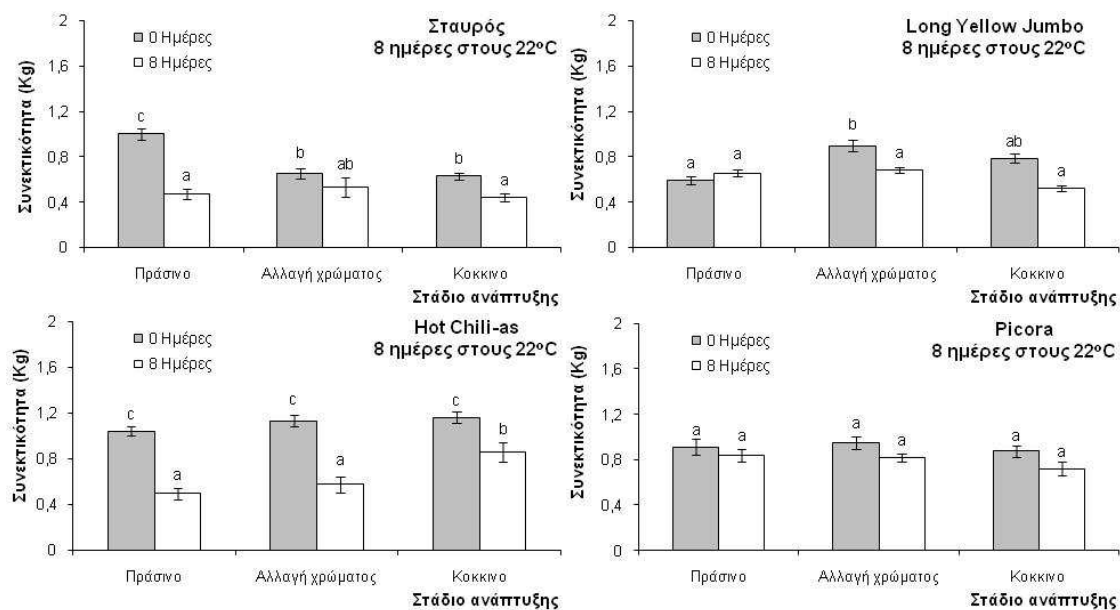 Σταυρός
8 ημέρες στους 22°C
0 Ημέρες
8 Ημέρες
Συνεκτικότητα (Kg)
2
1,6
1,2
0,8
0,4
0
c
a
b
ab
b
a
Πράσινο
Αλλαγή χρώματος
Κοκκινο
Στάδιο ανάπτυξης
Long Yellow Jumbo
8 ημέρες στους 22°C
0 Ημέρες
8 Ημέρες
Συνεκτικότητα (Kg)
2
1,6
1,2
0,8
0,4
0
a
a
b
a
ab
a
Πράσινο
Αλλαγή χρώματος
Κοκκινο
Στάδιο ανάπτυξης
Hot Chili-as
8 ημέρες στους 22°C
0 Ημέρες
8 Ημέρες
Συνεκτικότητα (Kg)
2
1,6
1,2
0,8
0,4
0
c
a
c
a
c
b
Πράσινο
Αλλαγή χρώματος
Κοκκινο
Στάδιο ανάπτυξης
Picora
8 ημέρες στους 22°C
0 Ημέρες
8 Ημέρες
Συνεκτικότητα (Kg)
2
1,6
1,2
0,8
0,4
0
a
a
a
a
a
a
Πράσινο
Αλλαγή χρώματος
Κοκκινο
Στάδιο ανάπτυξης